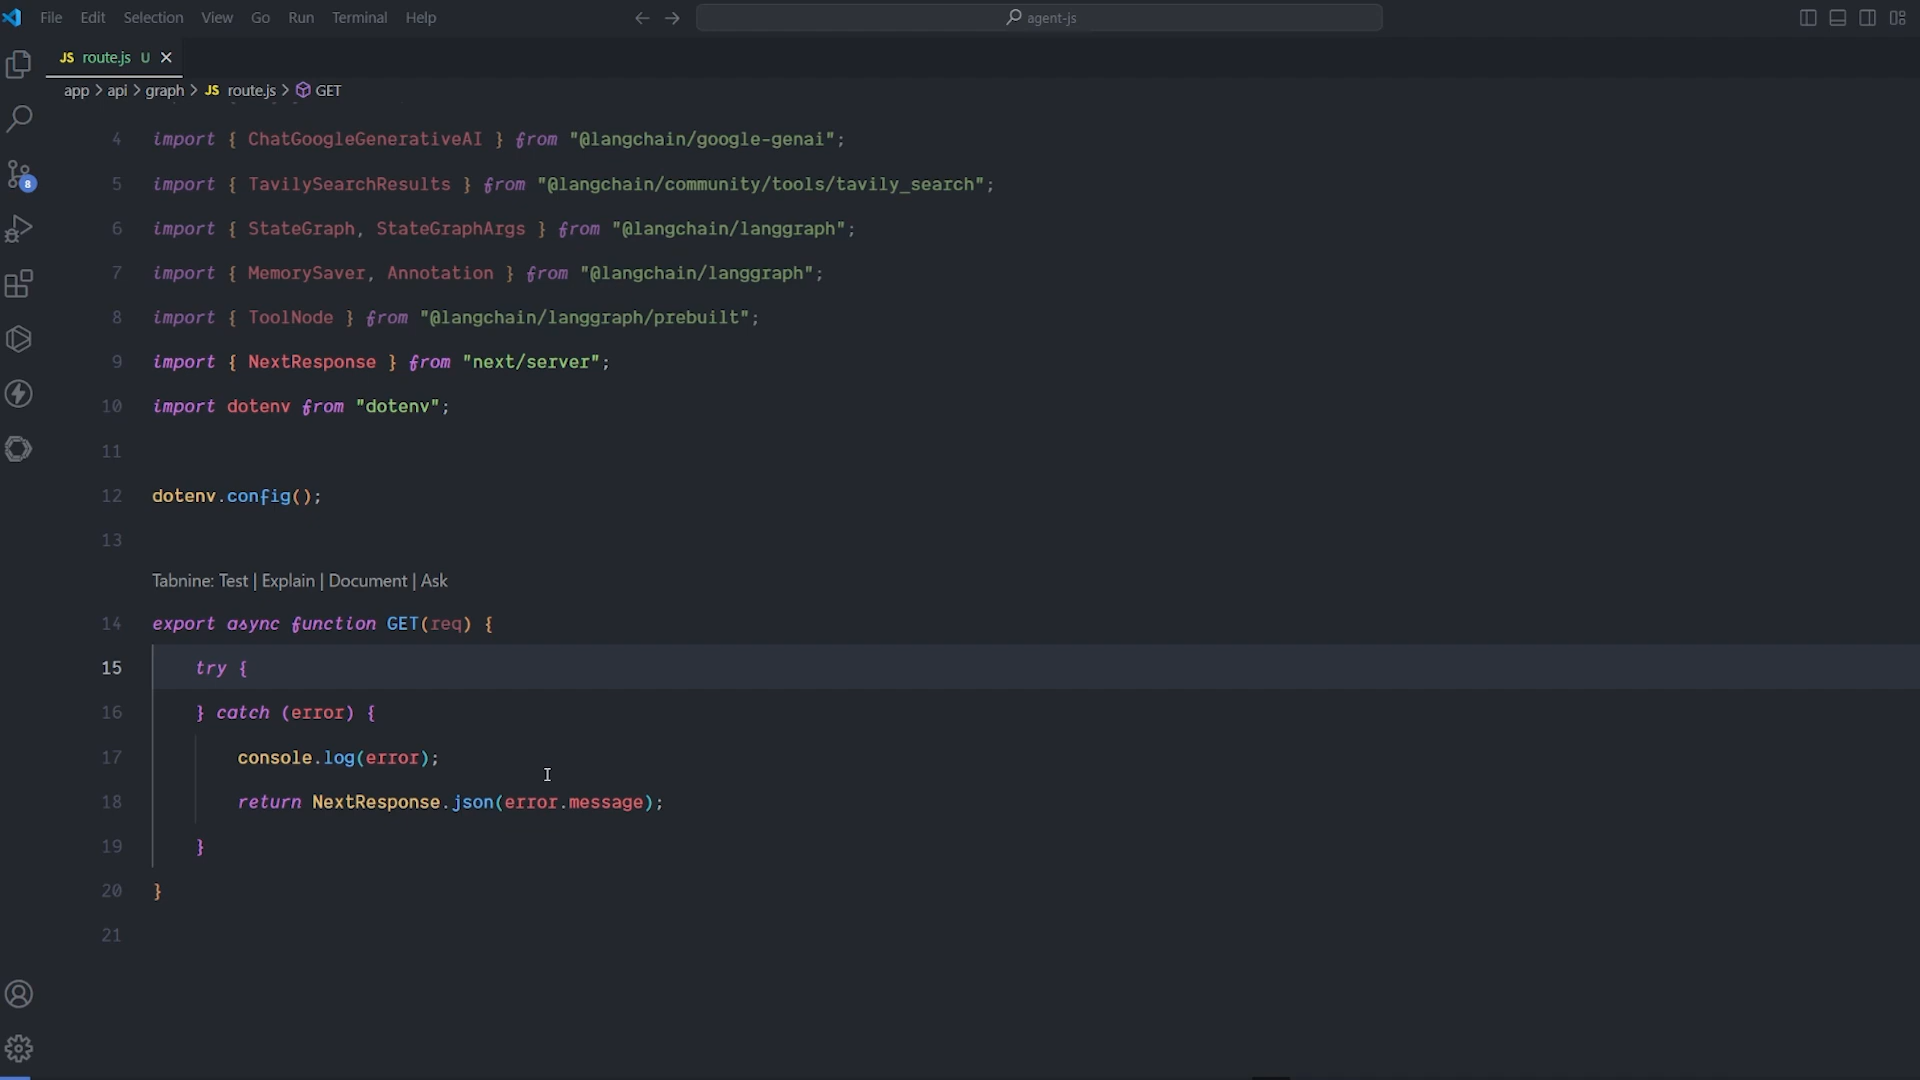 File Edit Selection View Go Run Terminal Help
agent-js
JS route.js U
app > api > graph > JS route.js > GET
4 import { ChatGoogleGenerativeAI } from "@langchain/google-genai";
5 import { TavilySearchResults } from "@langchain/community/tools/tavily_search";
6 import { StateGraph, StateGraphArgs } from "@langchain/langgraph";
7 import { MemorySaver, Annotation } from "@langchain/langgraph";
8 import { ToolNode } from "@langchain/langgraph/prebuilt";
9 import { NextResponse } from "next/server";
10 import dotenv from "dotenv";
11
12 dotenv.config();
13
Tabnine: Test | Explain | Document | Ask
14 export async function GET(req) {
15 try {
16 } catch (error) {
17 console.log(error);
18 return NextResponse.json(error.message);
19 }
20 }
21
8